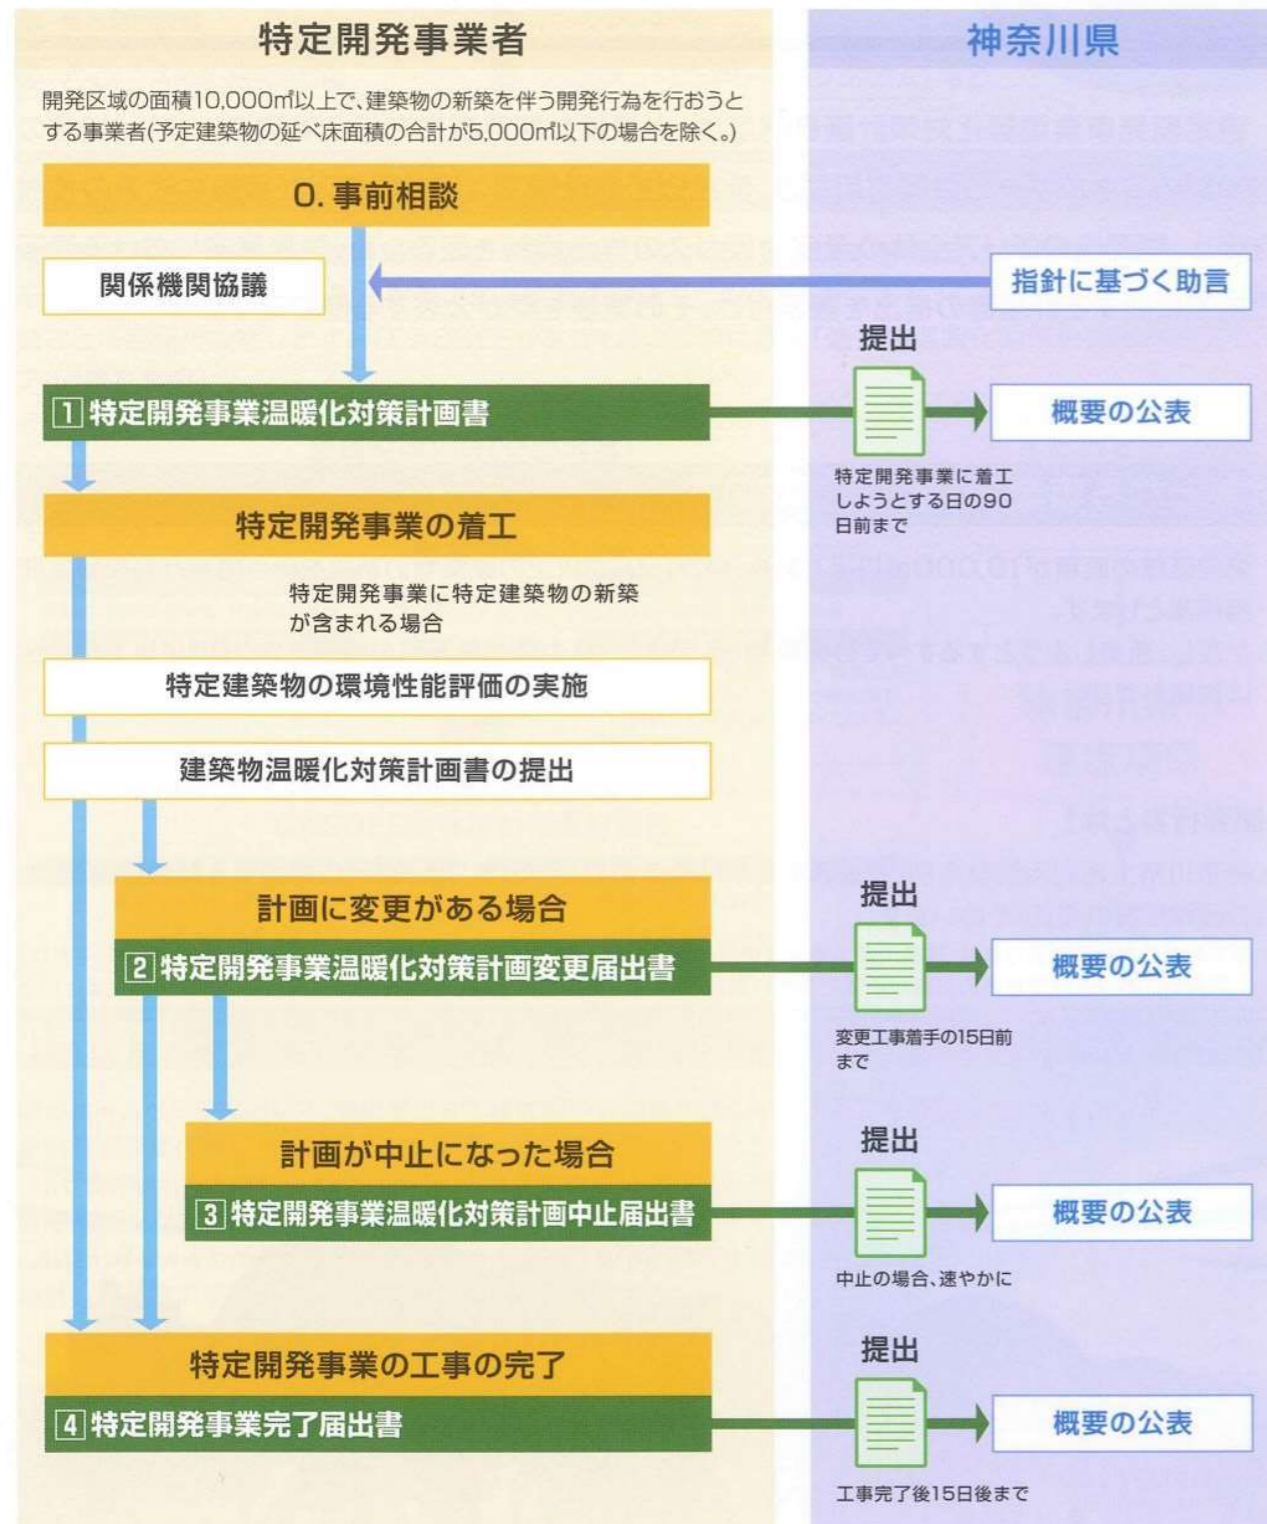 特定開発事業者
神奈川県
開発区域の面積10,000㎡以上で、建築物の新築を伴う開発行為を行おうと
する事業者(予定建築物の延べ床面積の合計が5,000㎡以下の場合を除く。)
0. 事前相談
関係機関協議
指針に基づく助言
提出
1 特定開発事業温暖化対策計画書
概要の公表
特定開発事業に着工
しようとする日の90
日前まで
特定開発事業の着工
特定開発事業に特定建築物の新築
が含まれる場合
特定建築物の環境性能評価の実施
建築物温暖化対策計画書の提出
計画に変更がある場合
提出
2 特定開発事業温暖化対策計画変更届出書
概要の公表
変更工事着手の15日前
まで
計画が中止になった場合
提出
3 特定開発事業温暖化対策計画中止届出書
概要の公表
中止の場合、速やかに
特定開発事業の工事の完了
提出
4 特定開発事業完了届出書
概要の公表
工事完了後15日後まで